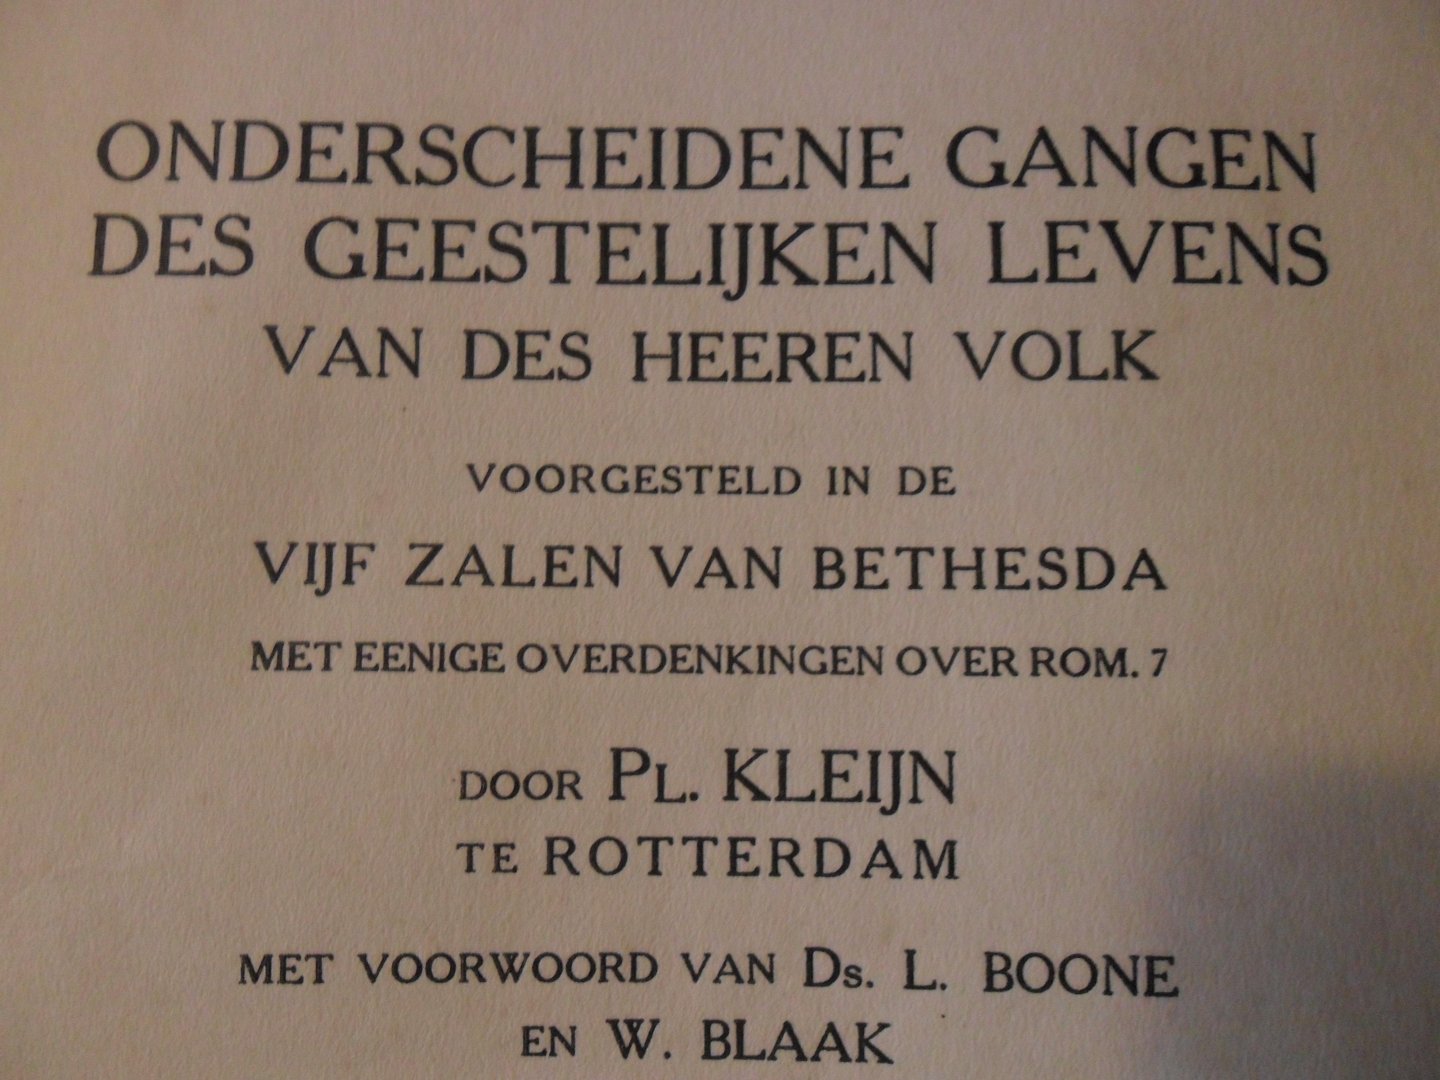 ONDERSCHEIDENE GANGEN
DES GEESTELIJKEN LEVENS
VAN DES HEEREN VOLK
VOORGESTELD IN DE
VIJF ZALEN VAN BETHESDA
MET EENIGE OVERDENKINGEN OVER ROM. 7
DOOR PL. KLEIJN
TE ROTTERDAM
MET VOORWOORD VAN Ds. L. BOONE
EN W. BLAAK